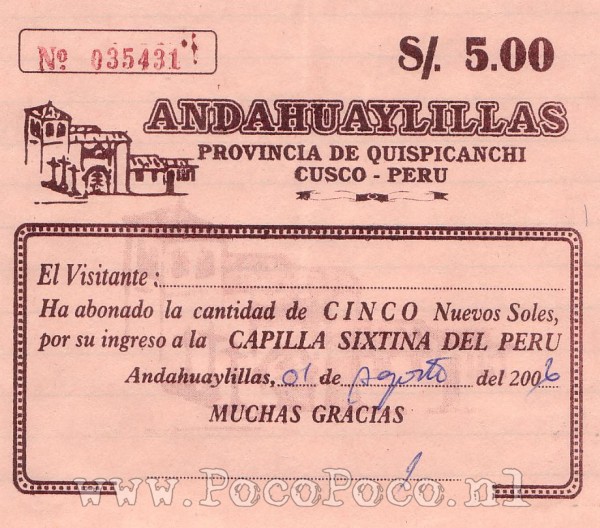 Nº 035431
S/. 5.00
ANDAHUAYLILLAS
PROVINCIA DE QUISPICANCHI
CUSCO - PERU
El Visitante :
Ha abonado la cantidad de CINCO Nuevos Soles,
por su ingreso a la CAPILLA SIXTINA DEL PERU
Andahuaylillas, 01 de agosto del 2006
MUCHAS GRACIAS
www.PocoPoco.nl